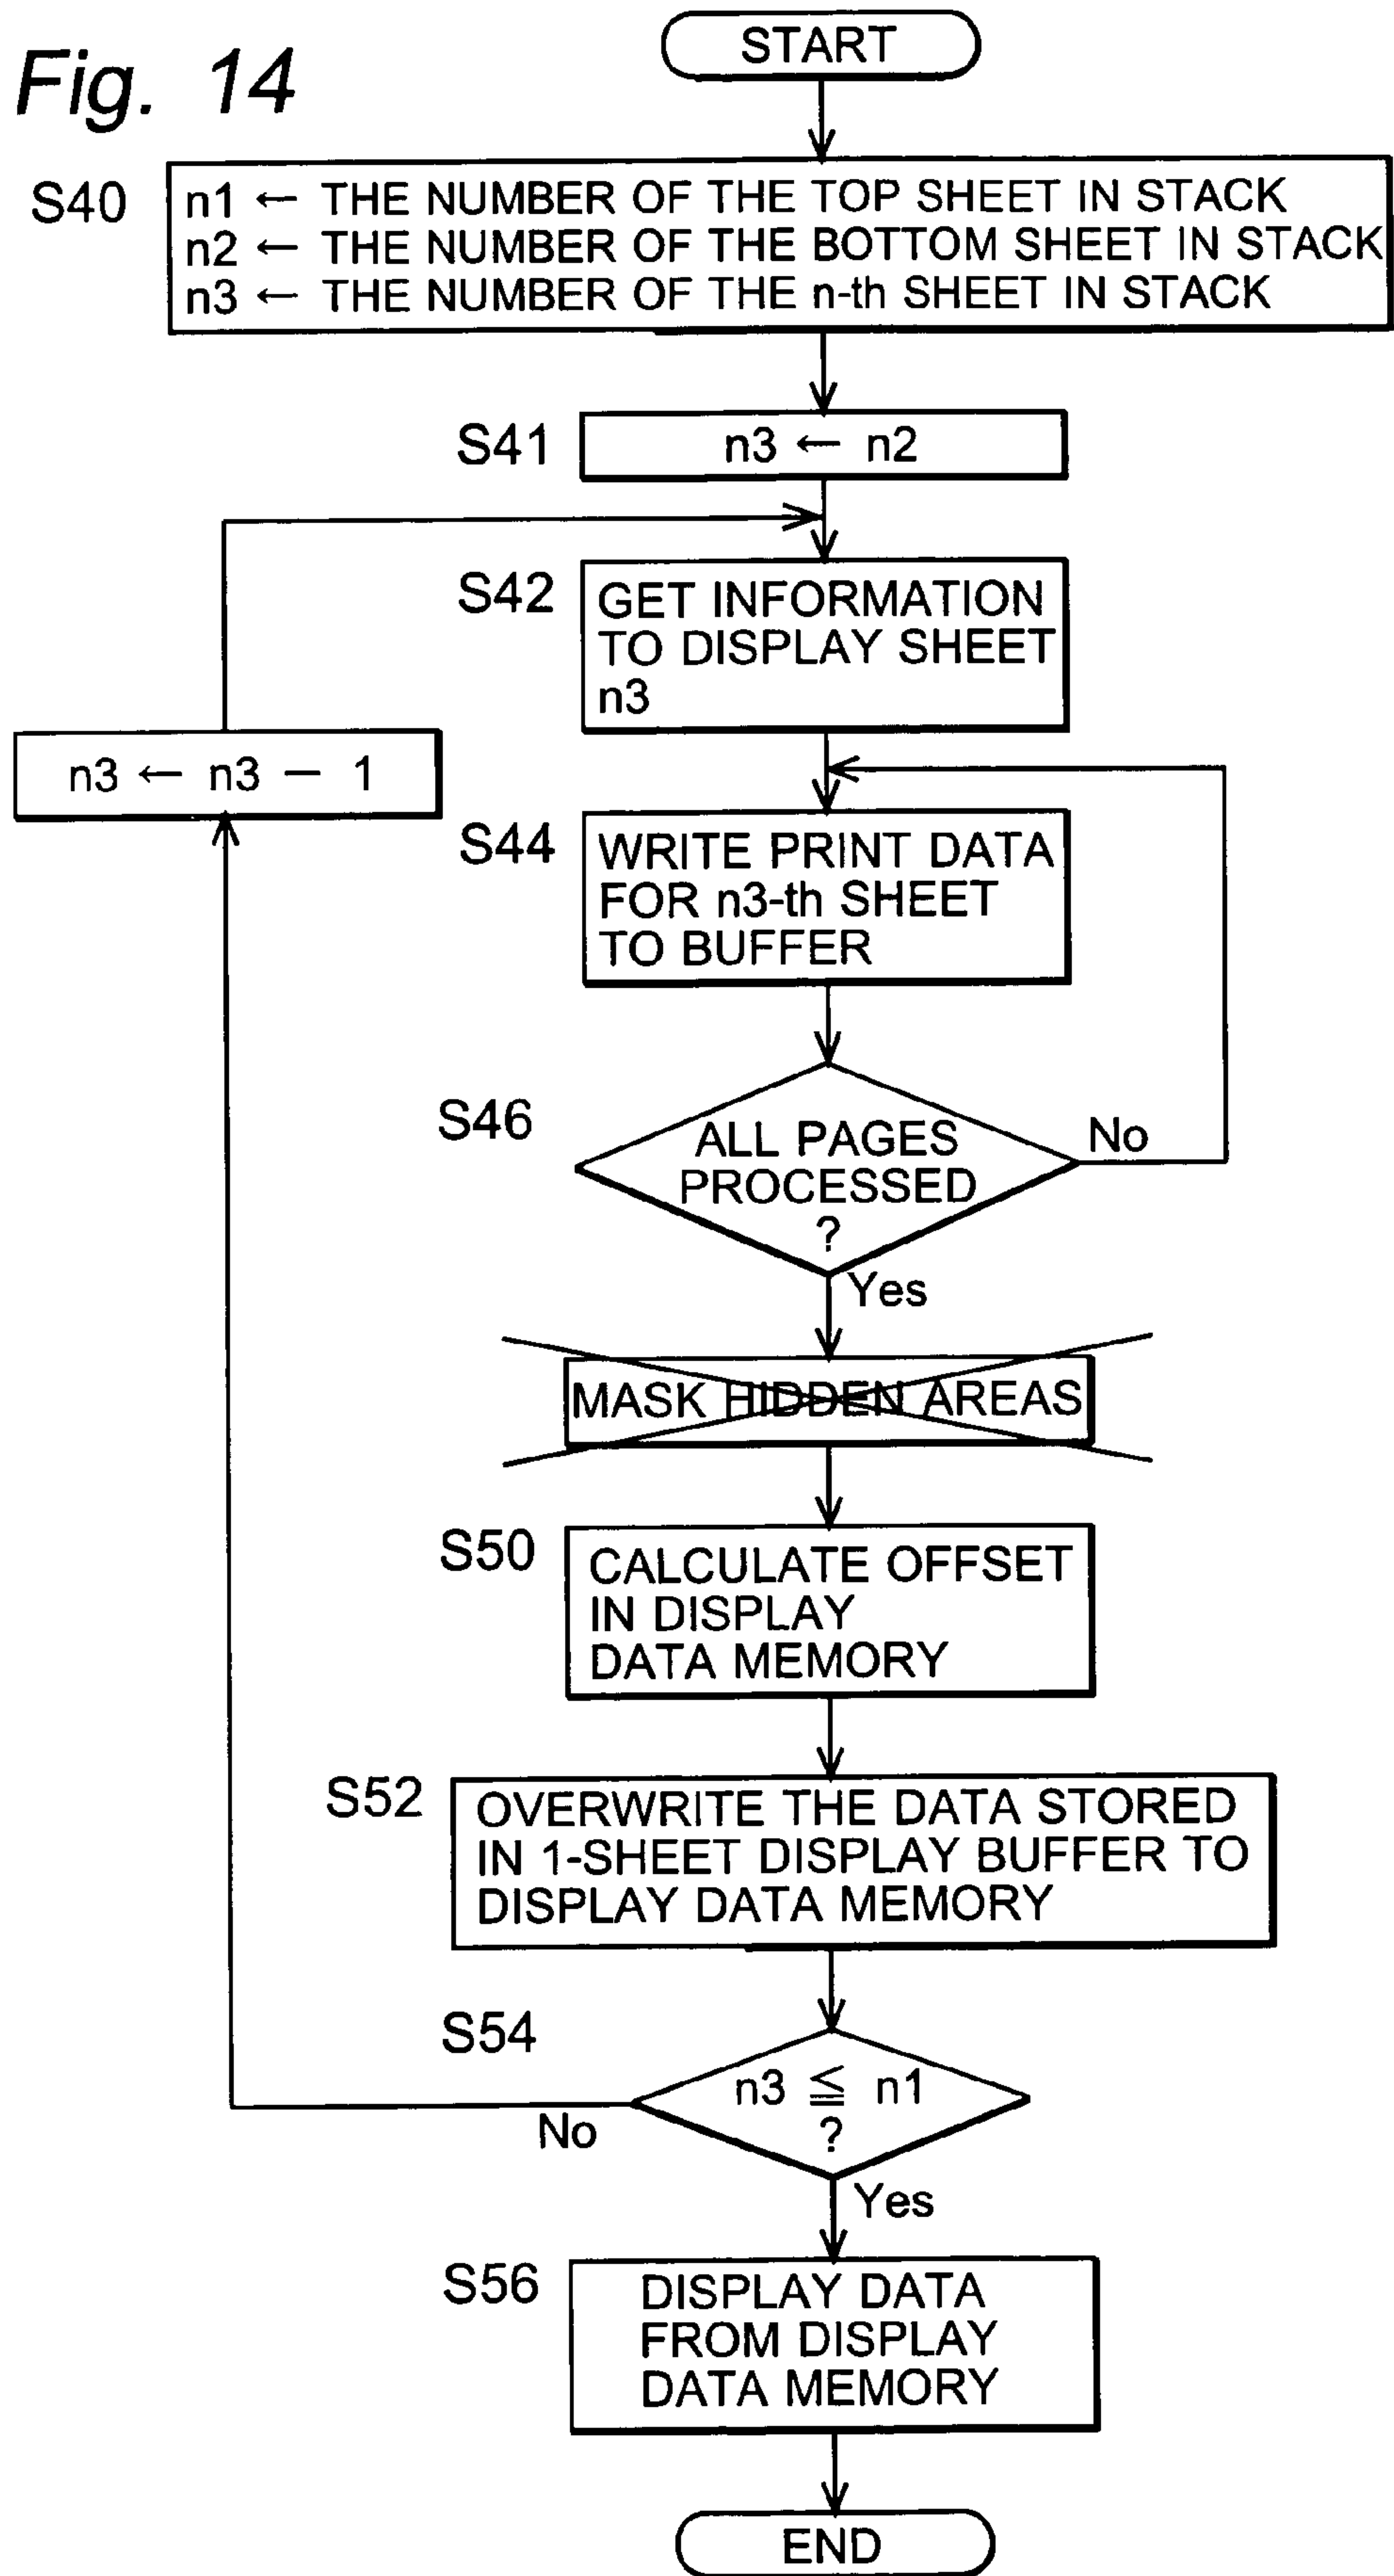 Fig. 14
START
S40
n1 ← THE NUMBER OF THE TOP SHEET IN STACK
n2 ← THE NUMBER OF THE BOTTOM SHEET IN STACK
n3 ← THE NUMBER OF THE n-th SHEET IN STACK
S41
n3 ← n2
S42
GET INFORMATION
TO DISPLAY SHEET
n3
n3 ← n3 − 1
S44
WRITE PRINT DATA
FOR n3-th SHEET
TO BUFFER
S46
ALL PAGES
PROCESSED
?
No
Yes
MASK HIDDEN AREAS
S50
CALCULATE OFFSET
IN DISPLAY
DATA MEMORY
S52
OVERWRITE THE DATA STORED
IN 1-SHEET DISPLAY BUFFER TO
DISPLAY DATA MEMORY
S54
n3 ≦ n1
?
No
Yes
S56
DISPLAY DATA
FROM DISPLAY
DATA MEMORY
END